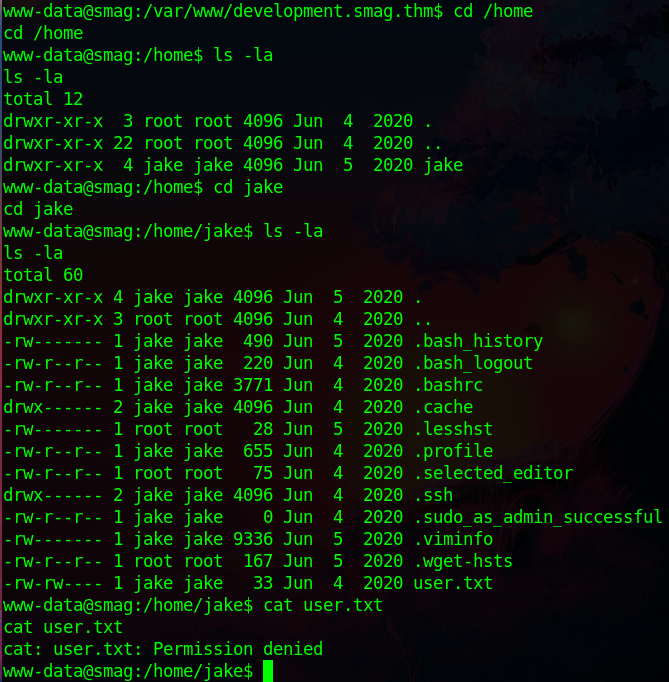 www-data@smag:/var/www/development.smag.thm$ cd /home
cd /home
www-data@smag:/home$ ls -la
ls -la
total 12
drwxr-xr-x  3 root root 4096 Jun  4  2020 .
drwxr-xr-x 22 root root 4096 Jun  4  2020 ..
drwxr-xr-x  4 jake jake 4096 Jun  5  2020 jake
www-data@smag:/home$ cd jake
cd jake
www-data@smag:/home/jake$ ls -la
ls -la
total 60
drwxr-xr-x 4 jake jake 4096 Jun  5  2020 .
drwxr-xr-x 3 root root 4096 Jun  4  2020 ..
-rw------- 1 jake jake  490 Jun  5  2020 .bash_history
-rw-r--r-- 1 jake jake  220 Jun  4  2020 .bash_logout
-rw-r--r-- 1 jake jake 3771 Jun  4  2020 .bashrc
drwx------ 2 jake jake 4096 Jun  4  2020 .cache
-rw------- 1 root root   28 Jun  5  2020 .lesshst
-rw-r--r-- 1 jake jake  655 Jun  4  2020 .profile
-rw-r--r-- 1 root root   75 Jun  4  2020 .selected_editor
drwx------ 2 jake jake 4096 Jun  4  2020 .ssh
-rw-r--r-- 1 jake jake    0 Jun  4  2020 .sudo_as_admin_successful
-rw------- 1 jake jake 9336 Jun  5  2020 .viminfo
-rw-r--r-- 1 root root  167 Jun  5  2020 .wget-hsts
-rw-rw---- 1 jake jake   33 Jun  4  2020 user.txt
www-data@smag:/home/jake$ cat user.txt
cat user.txt
cat: user.txt: Permission denied
www-data@smag:/home/jake$